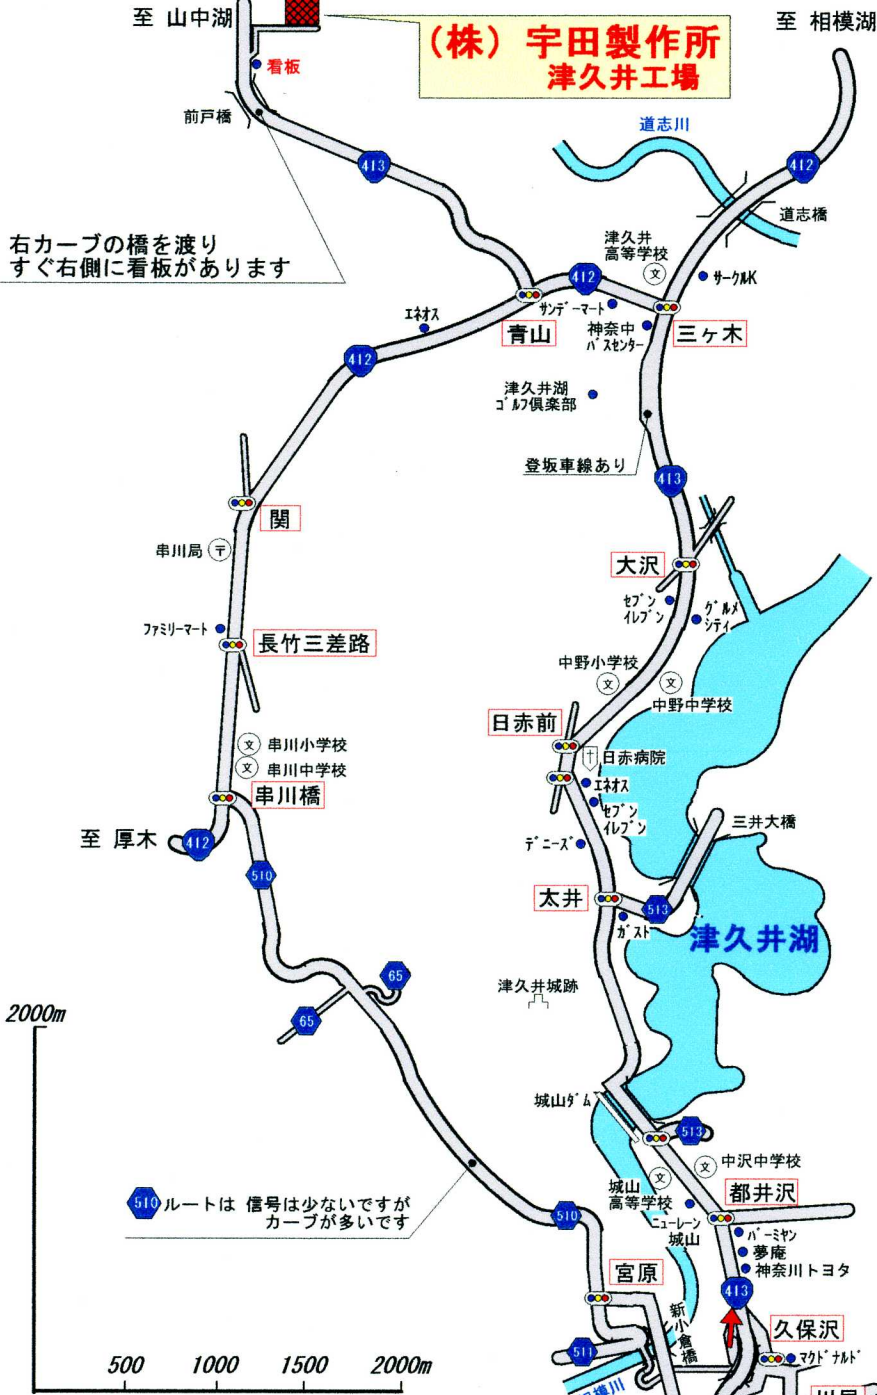 至 山中湖
至 相模湖
(株) 宇田製作所
津久井工場
看板
前戸橋
413
道志川
412
道志橋
右カーブの橋を渡り
すぐ右側に看板があります
津久井
高等学校
サークルK
412
サンデーマート
エネオス
青山
神奈中
バスセンター
三ヶ木
412
津久井湖
ゴルフ倶楽部
登坂車線あり
413
関
串川局
〒
大沢
セブン
イレブン
グルメ
シティ
ファミリーマート
長竹三差路
中野小学校
文
文
中野中学校
日赤前
日赤病院
文
串川小学校
文
串川中学校
エネオス
セブン
イレブン
串川橋
三井大橋
至 厚木
412
デニーズ
510
太井
513
ガスト
津久井湖
65
65
津久井城跡
2000m
城山ダム
513
文
中沢中学校
文
城山
高等学校
都井沢
510
ルートは 信号は少ないですが
カーブが多いです
510
ニューレーン
城山
バーミヤン
夢庵
神奈川トヨタ
宮原
413
新小倉橋
久保沢
511
マクドナルド
500
1000
1500
2000m